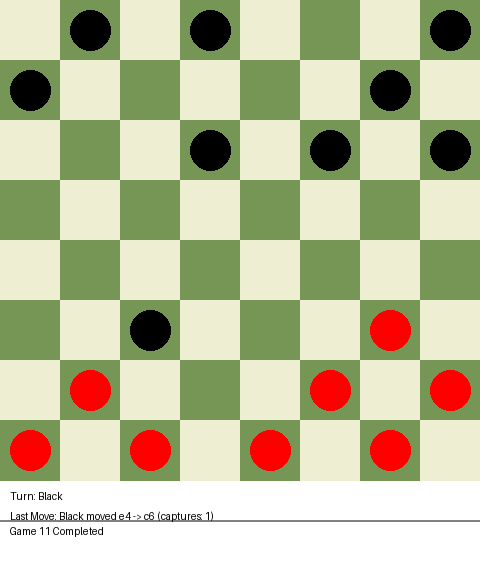 Turn: Black
Last Move: Black moved e4 -> c6 (captures: 1)
Game 11 Completed